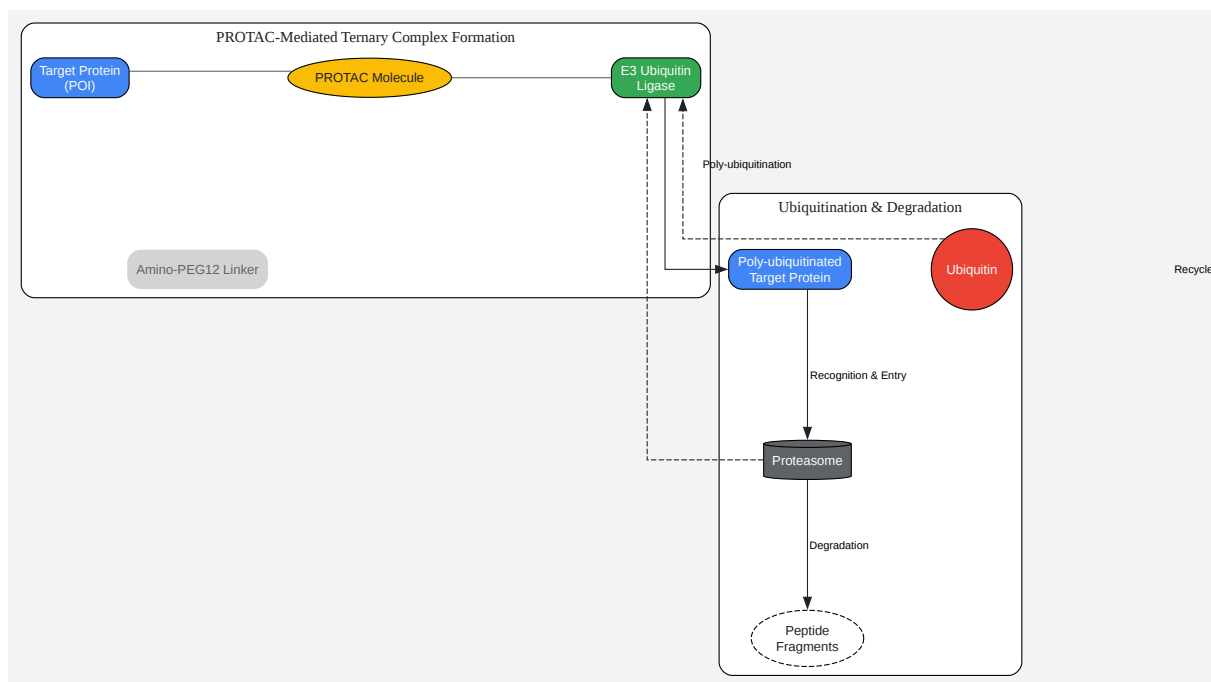 PROTAC-Mediated Ternary Complex Formation
Target Protein
(POI)
PROTAC Molecule
E3 Ubiquitin
Ligase
Poly-ubiquitination
Ubiquitination & Degradation
Amino-PEG12 Linker
Poly-ubiquitinated
Target Protein
Ubiquitin
Recycle
Recognition & Entry
Proteasome
Degradation
Peptide
Fragments